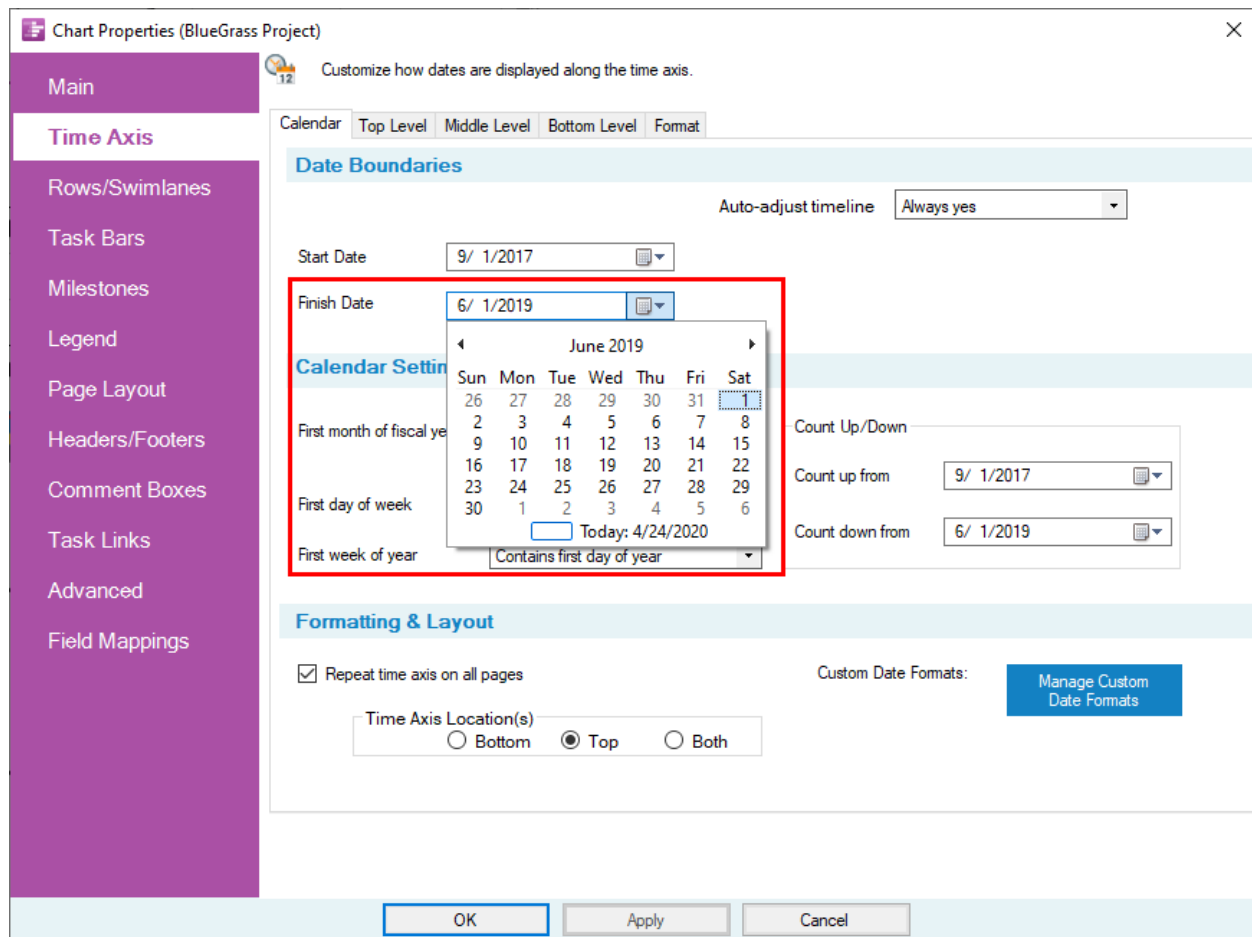 Chart Properties (BlueGrass Project)
Customize how dates are displayed along the time axis.
Main
Time Axis
Rows/Swimlanes
Task Bars
Milestones
Legend
Page Layout
Headers/Footers
Comment Boxes
Task Links
Advanced
Field Mappings
Calendar Top Level Middle Level Bottom Level Format
Date Boundaries
Auto-adjust timeline Always yes
Start Date 9/ 1/2017
Finish Date 6/ 1/2019
June 2019
Sun Mon Tue Wed Thu Fri Sat
26 27 28 29 30 31 1
2 3 4 5 6 7 8
9 10 11 12 13 14 15
16 17 18 19 20 21 22
23 24 25 26 27 28 29
30 1 2 3 4 5 6
Today: 4/24/2020
Calendar Settin
First month of fiscal ye
First day of week
First week of year Contains first day of year
Count Up/Down
Count up from 9/ 1/2017
Count down from 6/ 1/2019
Formatting & Layout
Repeat time axis on all pages
Time Axis Location(s)
Bottom Top Both
Custom Date Formats:
Manage Custom
Date Formats
OK Apply Cancel